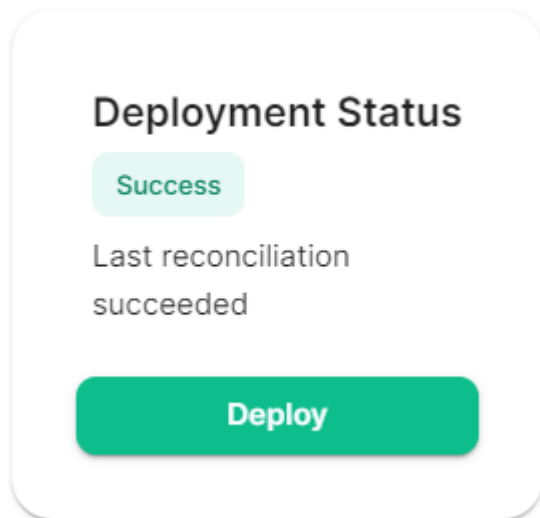 Deployment Status
Success
Last reconciliation
succeeded
Deploy